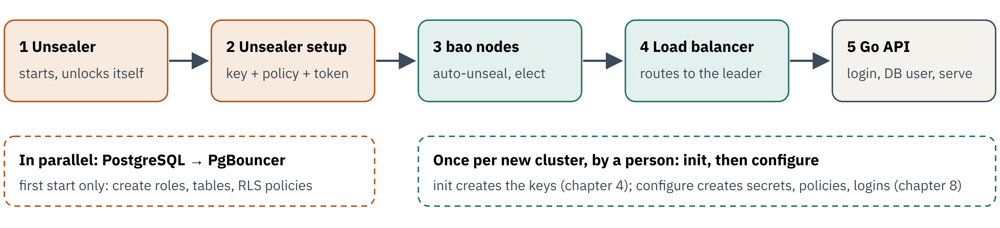 1 Unsealer
starts, unlocks itself
2 Unsealer setup
key + policy + token
3 bao nodes
auto-unseal, elect
4 Load balancer
routes to the leader
5 Go API
login, DB user, serve
In parallel: PostgreSQL → PgBouncer
first start only: create roles, tables, RLS policies
Once per new cluster, by a person: init, then configure
init creates the keys (chapter 4); configure creates secrets, policies, logins (chapter 8)